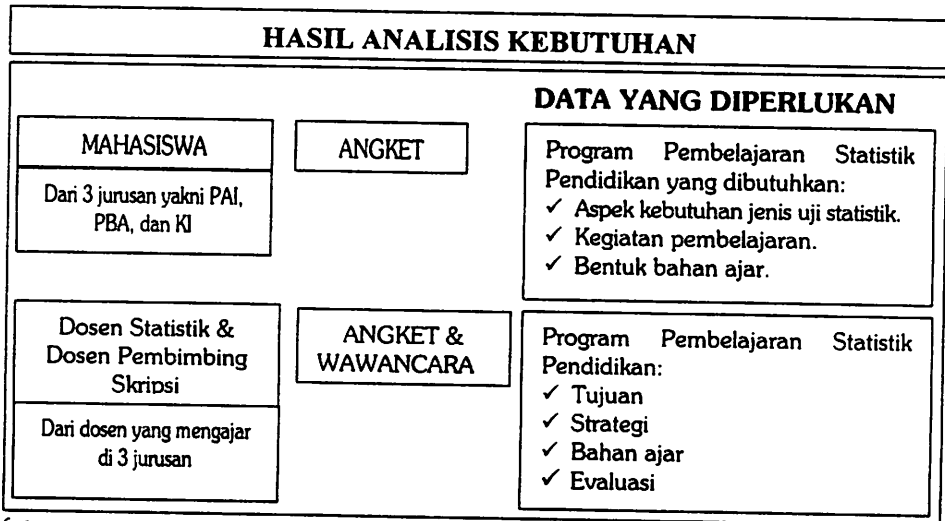 HASIL ANALISIS KEBUTUHAN
DATA YANG DIPERLUKAN
MAHASISWA
Dari 3 jurusan yakni PAI,
PBA, dan KI
ANGKET
Program Pembelajaran Statistik
Pendidikan yang dibutuhkan:
✓ Aspek kebutuhan jenis uji statistik.
✓ Kegiatan pembelajaran.
✓ Bentuk bahan ajar.
Dosen Statistik &
Dosen Pembimbing
Skripsi
Dari dosen yang mengajar
di 3 jurusan
ANGKET &
WAWANCARA
Program Pembelajaran Statistik
Pendidikan:
✓ Tujuan
✓ Strategi
✓ Bahan ajar
✓ Evaluasi